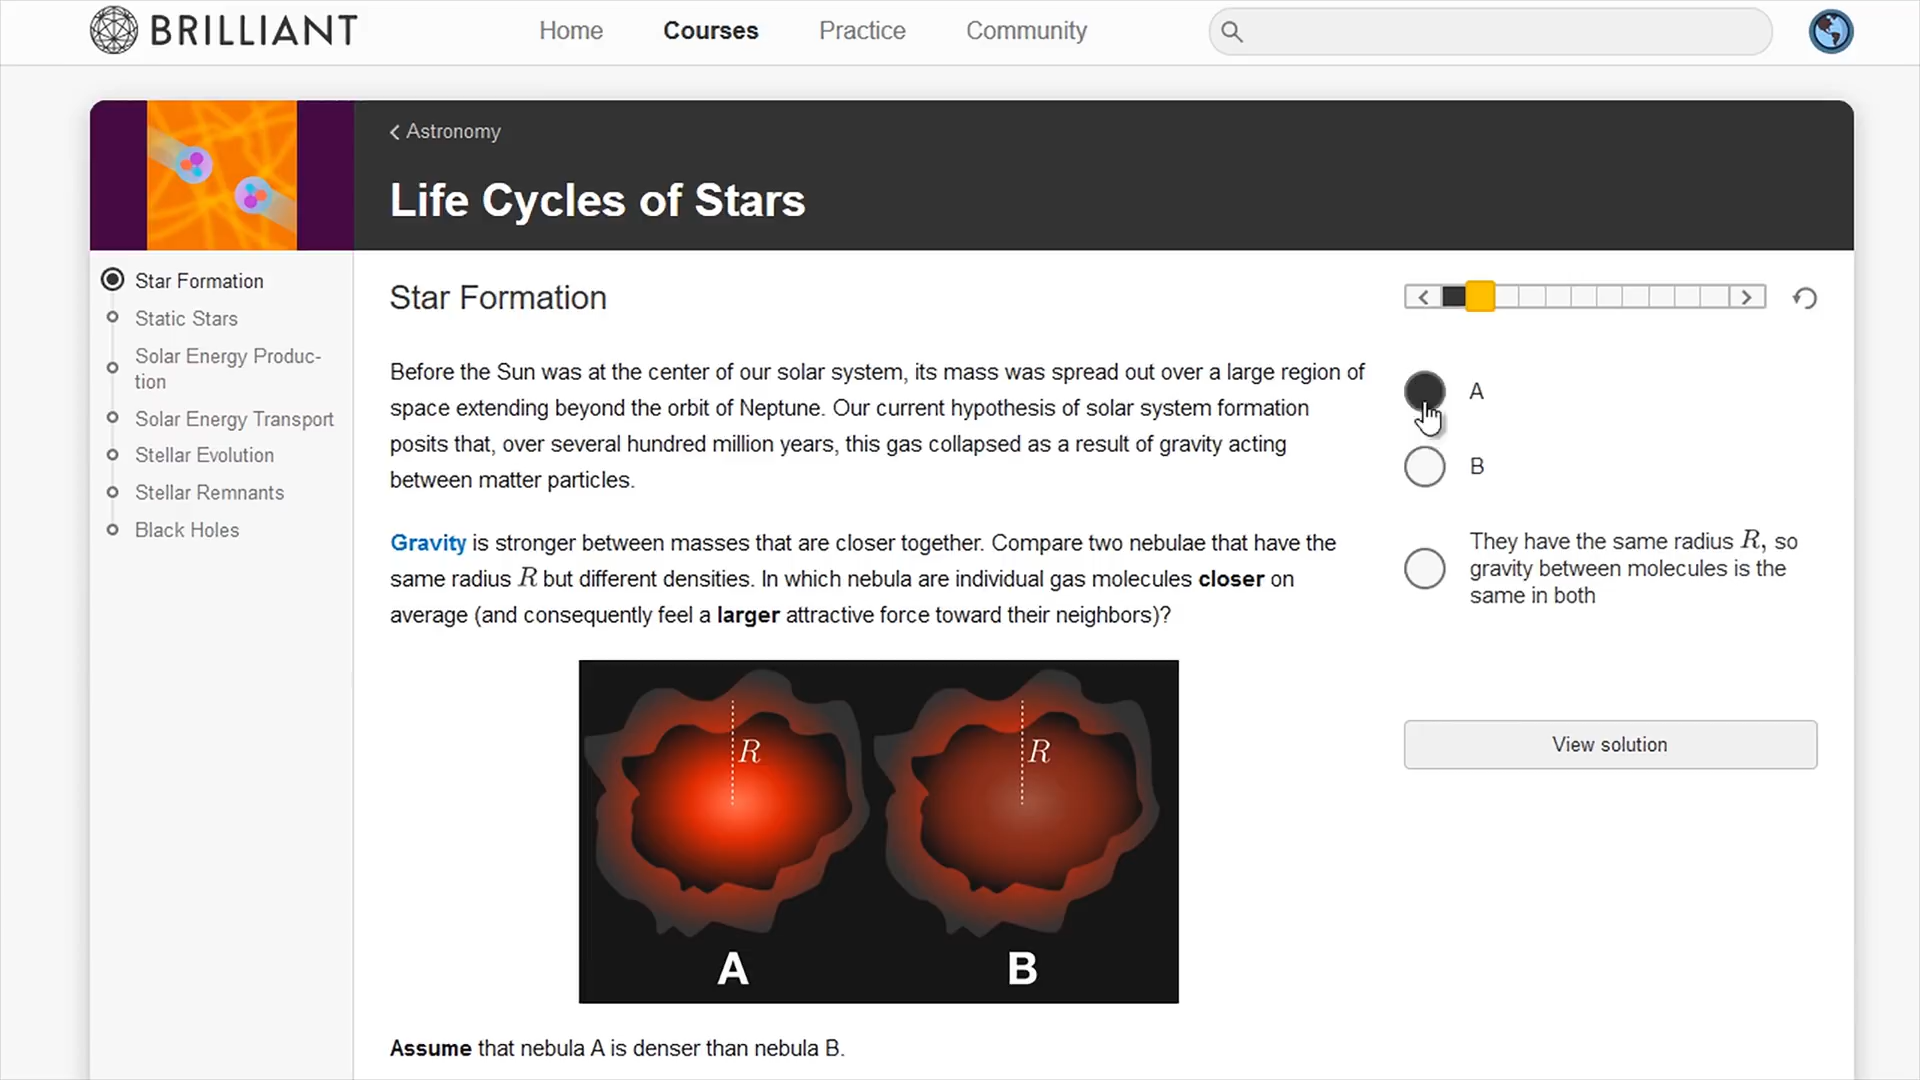 BRILLIANT
Home
Courses
Practice
Community
Astronomy
Life Cycles of Stars
Star Formation
Static Stars
Solar Energy Produc-
tion
Solar Energy Transport
Stellar Evolution
Stellar Remnants
Black Holes
Star Formation
Before the Sun was at the center of our solar system, its mass was spread out over a large region of
space extending beyond the orbit of Neptune. Our current hypothesis of solar system formation
posits that, over several hundred million years, this gas collapsed as a result of gravity acting
between matter particles.
Gravity is stronger between masses that are closer together. Compare two nebulae that have the
same radius R but different densities. In which nebula are individual gas molecules closer on
average (and consequently feel a larger attractive force toward their neighbors)?
R
R
A
B
Assume that nebula A is denser than nebula B.
A
B
They have the same radius R, so
gravity between molecules is the
same in both
View solution